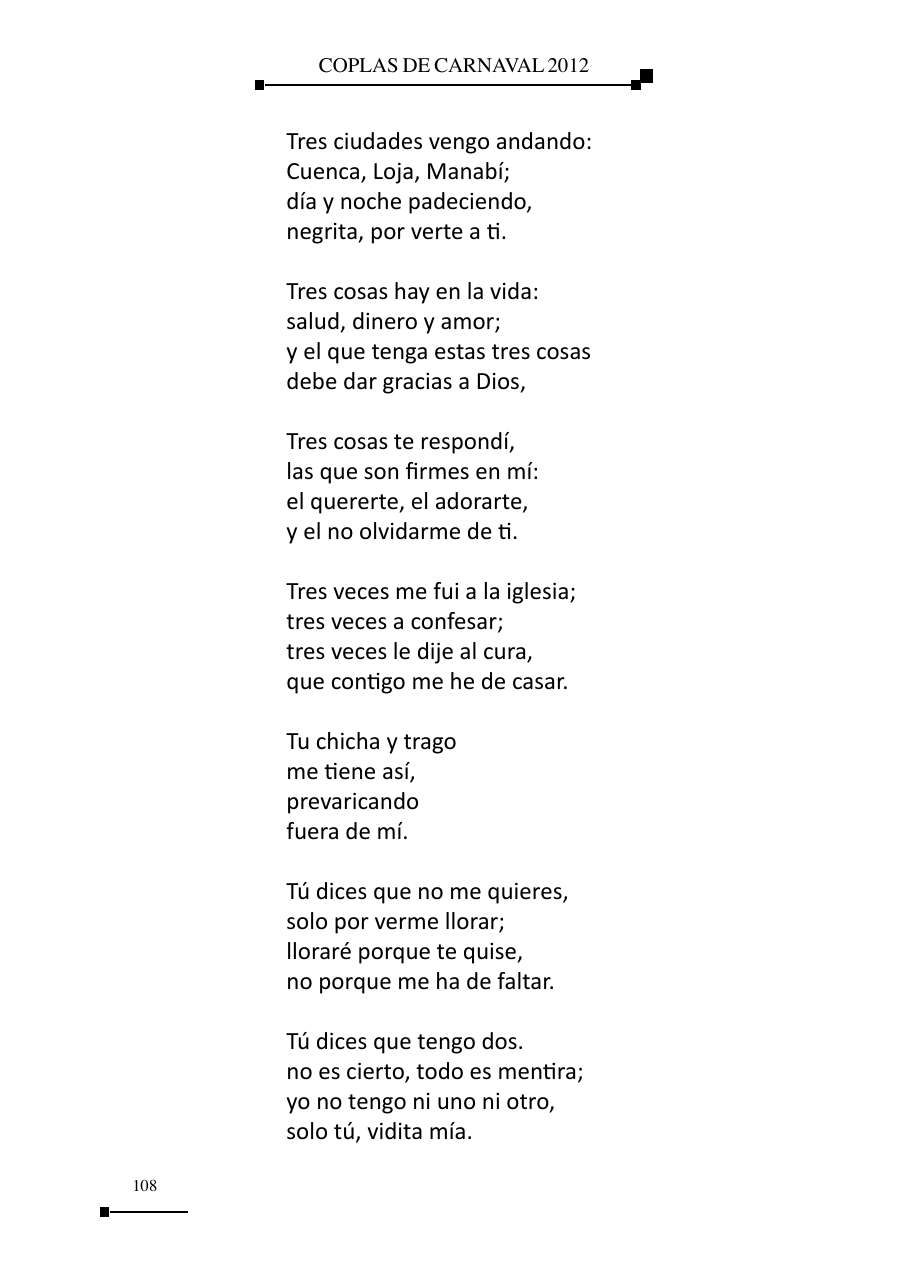 COPLAS DE CARNAVAL 2012
Tres ciudades vengo andando:
Cuenca, Loja, Manabí;
día y noche padeciendo,
negrita, por verte a ti.
Tres cosas hay en la vida:
salud, dinero y amor;
y el que tenga estas tres cosas
debe dar gracias a Dios,
Tres cosas te respondí,
las que son firmes en mí:
el quererte, el adorarte,
y el no olvidarme de ti.
Tres veces me fui a la iglesia;
tres veces a confesar;
tres veces le dije al cura,
que contigo me he de casar.
Tu chicha y trago
me tiene así,
prevaricando
fuera de mí.
Tú dices que no me quieres,
solo por verme llorar;
lloraré porque te quise,
no porque me ha de faltar.
Tú dices que tengo dos.
no es cierto, todo es mentira;
yo no tengo ni uno ni otro,
solo tú, vidita mía.
108